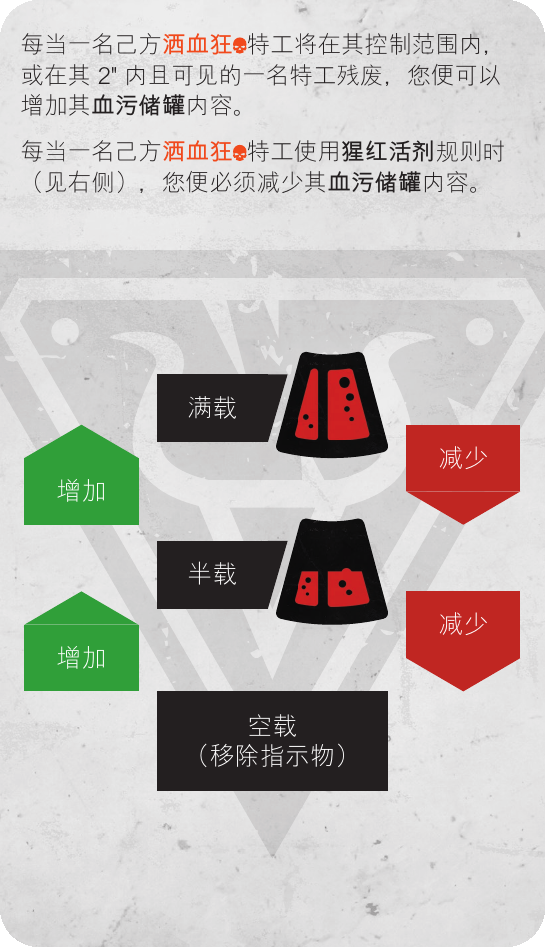 每当一名己方洒血狂特工将在其控制范围内，
或在其 2" 内且可见的一名特工残废，您便可以
增加其血污储罐内容。
每当一名己方洒血狂特工使用猩红活剂规则时
（见右侧），您便必须减少其血污储罐内容。
满载
减少
增加
半载
减少
增加
空载
（移除指示物）